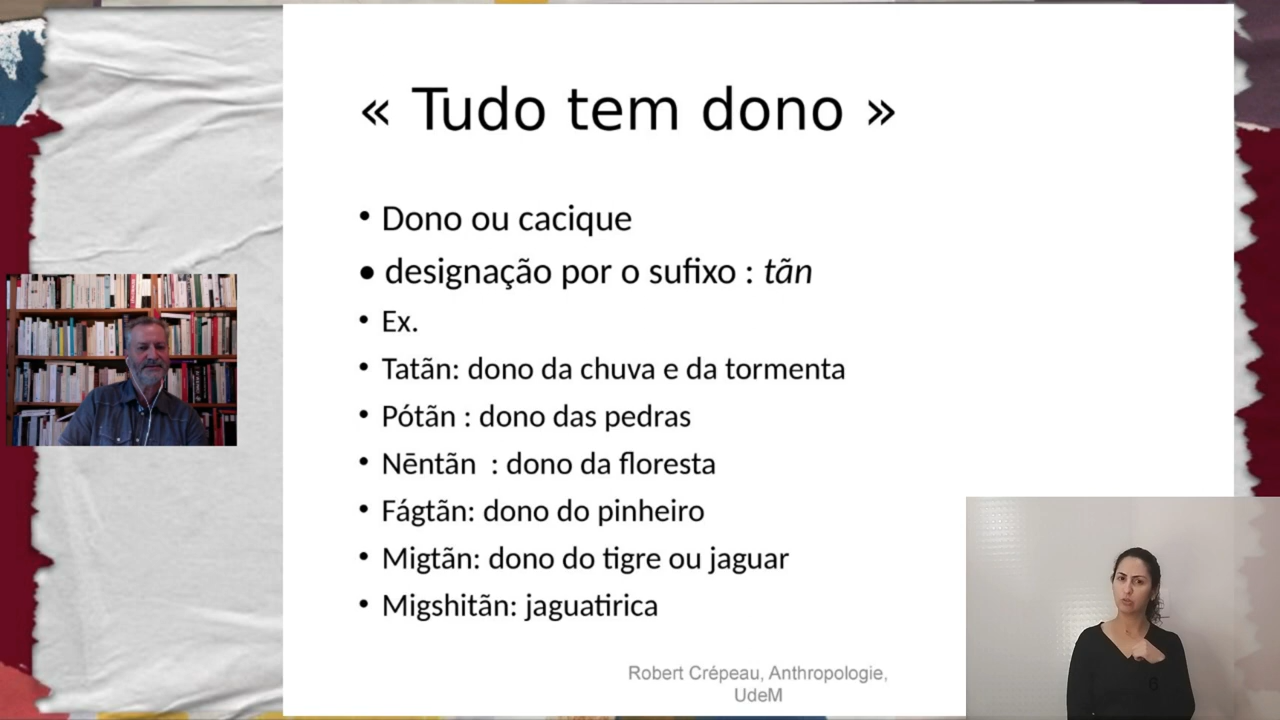 « Tudo tem dono »
• Dono ou cacique
• designação por o sufixo : tãn
• Ex.
• Tatãn: dono da chuva e da tormenta
• Pótãn : dono das pedras
• Nēntãn : dono da floresta
• Fágtãn: dono do pinheiro
• Migtãn: dono do tigre ou jaguar
• Migshitãn: jaguatirica
Robert Crépeau, Anthropologie,
UdeM